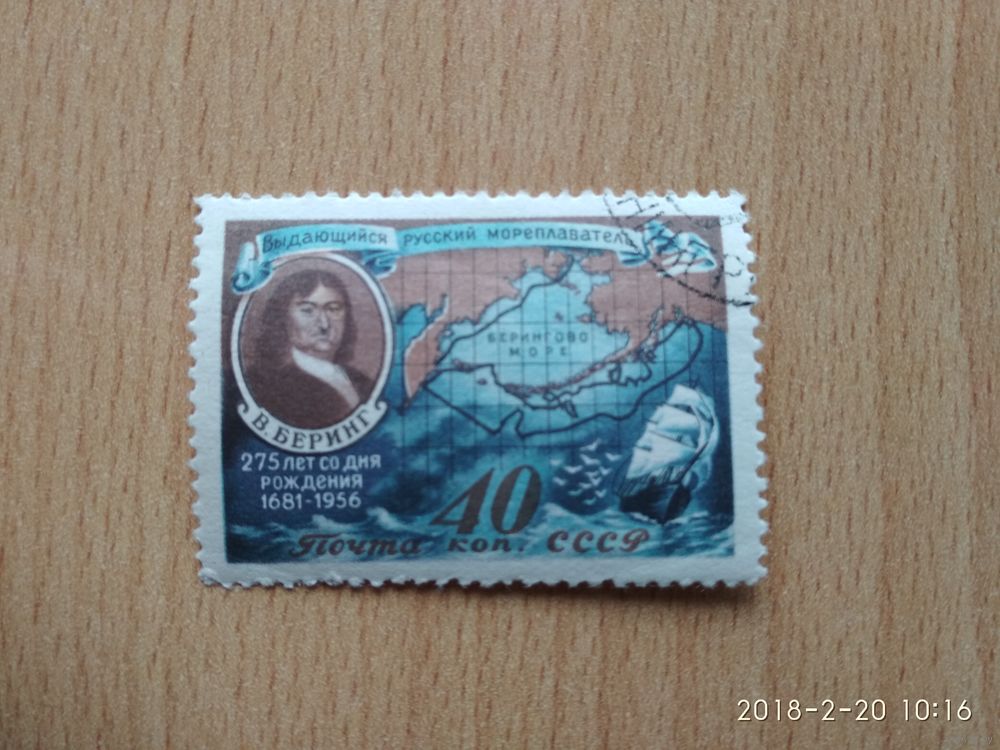 Выдающийся русский мореплаватель
БЕРИНГОВО
МОРЕ
В. БЕРИНГ
275 лет со дня
рождения
1681-1956
40
Почта коп. СССР
2018-2-20 10:16